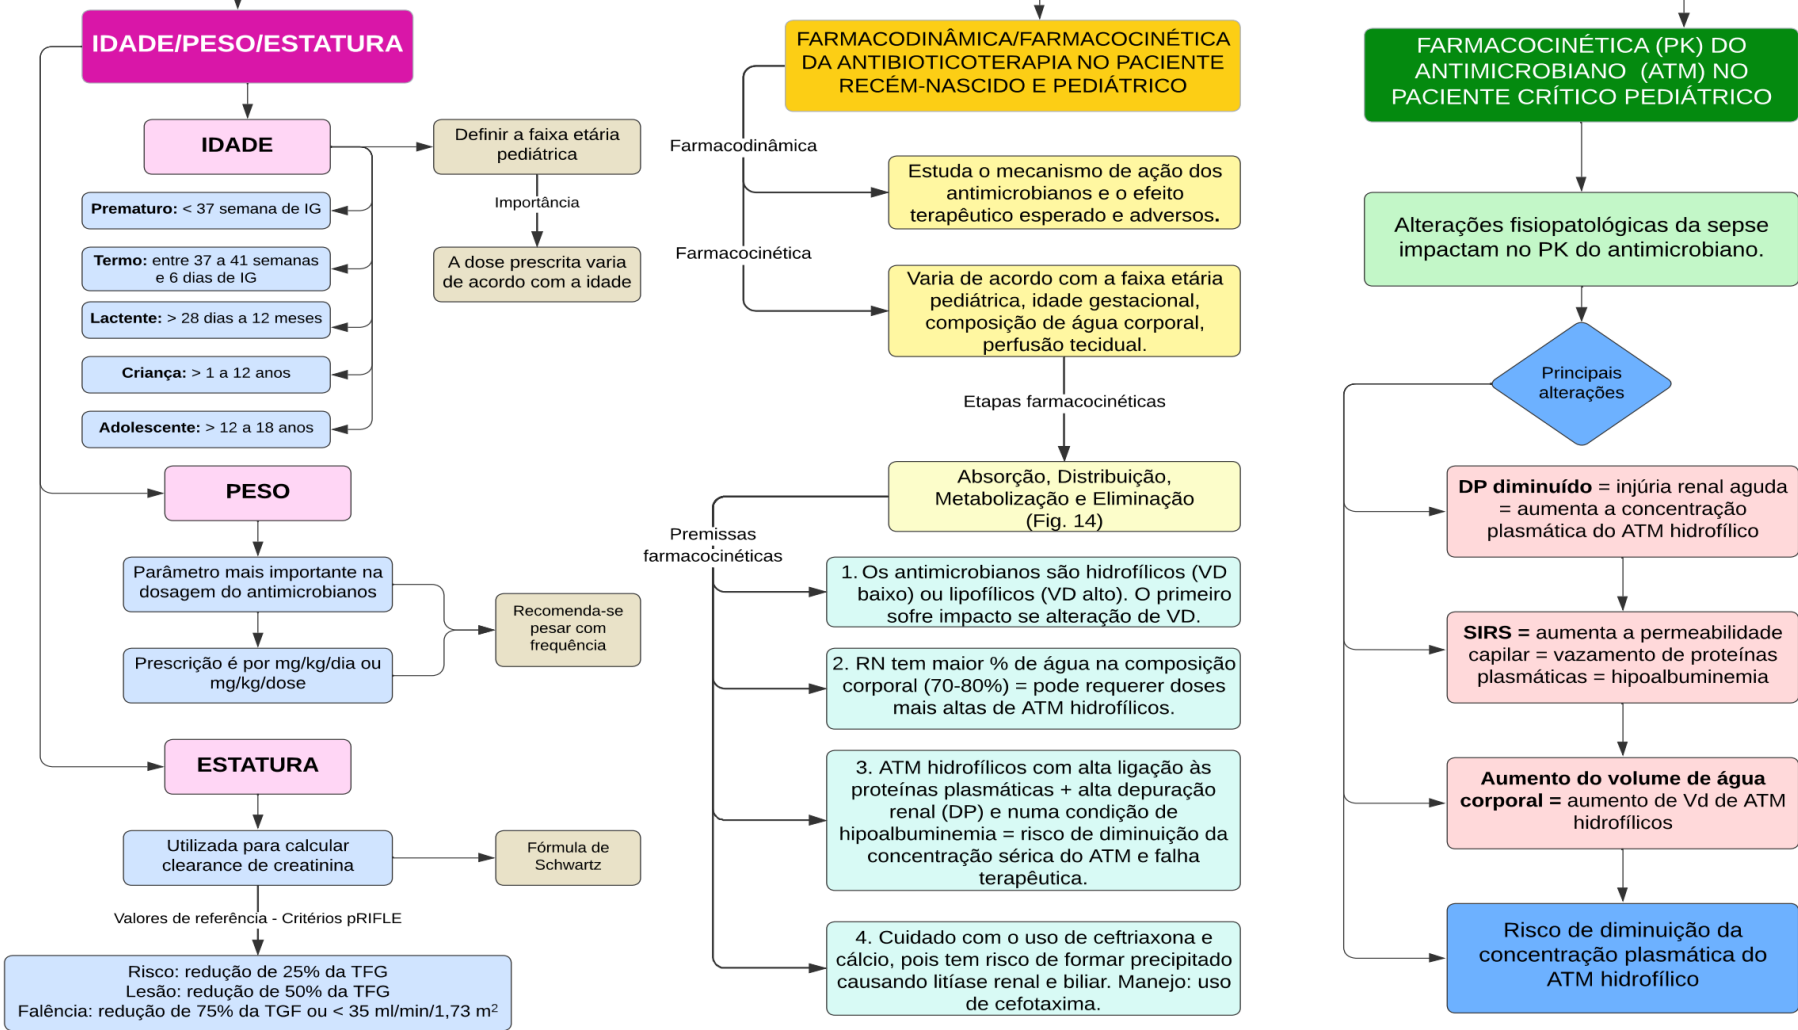 IDADE/PESO/ESTATURA
IDADE
Definir a faixa etária
pediátrica
Importância
A dose prescrita varia
de acordo com a idade
Prematuro: < 37 semana de IG
Termo: entre 37 a 41 semanas
e 6 dias de IG
Lactente: > 28 dias a 12 meses
Criança: > 1 a 12 anos
Adolescente: > 12 a 18 anos
PESO
Parâmetro mais importante na
dosagem do antimicrobianos
Prescrição é por mg/kg/dia ou
mg/kg/dose
Recomenda-se
pesar com
frequência
ESTATURA
Utilizada para calcular
clearance de creatinina
Fórmula de
Schwartz
Valores de referência - Critérios pRIFLE
Risco: redução de 25% da TFG
Lesão: redução de 50% da TFG
Falência: redução de 75% da TGF ou < 35 ml/min/1,73 m²
FARMACODINÂMICA/FARMACOCINÉTICA
DA ANTIBIOTICOTERAPIA NO PACIENTE
RECÉM-NASCIDO E PEDIÁTRICO
Farmacodinâmica
Estuda o mecanismo de ação dos
antimicrobianos e o efeito
terapêutico esperado e adversos.
Farmacocinética
Varia de acordo com a faixa etária
pediátrica, idade gestacional,
composição de água corporal,
perfusão tecidual.
Etapas farmacocinéticas
Absorção, Distribuição,
Metabolização e Eliminação
(Fig. 14)
Premissas
farmacocinéticas
1. Os antimicrobianos são hidrofílicos (VD
baixo) ou lipofílicos (VD alto). O primeiro
sofre impacto se alteração de VD.
2. RN tem maior % de água na composição
corporal (70-80%) = pode requerer doses
mais altas de ATM hidrofílicos.
3. ATM hidrofílicos com alta ligação às
proteínas plasmáticas + alta depuração
renal (DP) e numa condição de
hipoalbuminemia = risco de diminuição da
concentração sérica do ATM e falha
terapêutica.
4. Cuidado com o uso de ceftriaxona e
cálcio, pois tem risco de formar precipitado
causando litíase renal e biliar. Manejo: uso
de cefotaxima.
FARMACOCINÉTICA (PK) DO
ANTIMICROBIANO (ATM) NO
PACIENTE CRÍTICO PEDIÁTRICO
Alterações fisiopatológicas da sepse
impactam no PK do antimicrobiano.
Principais
alterações
DP diminuído = injúria renal aguda
= aumenta a concentração
plasmática do ATM hidrofílico
SIRS = aumenta a permeabilidade
capilar = vazamento de proteínas
plasmáticas = hipoalbuminemia
Aumento do volume de água
corporal = aumento de Vd de ATM
hidrofílicos
Risco de diminuição da
concentração plasmática do
ATM hidrofílico